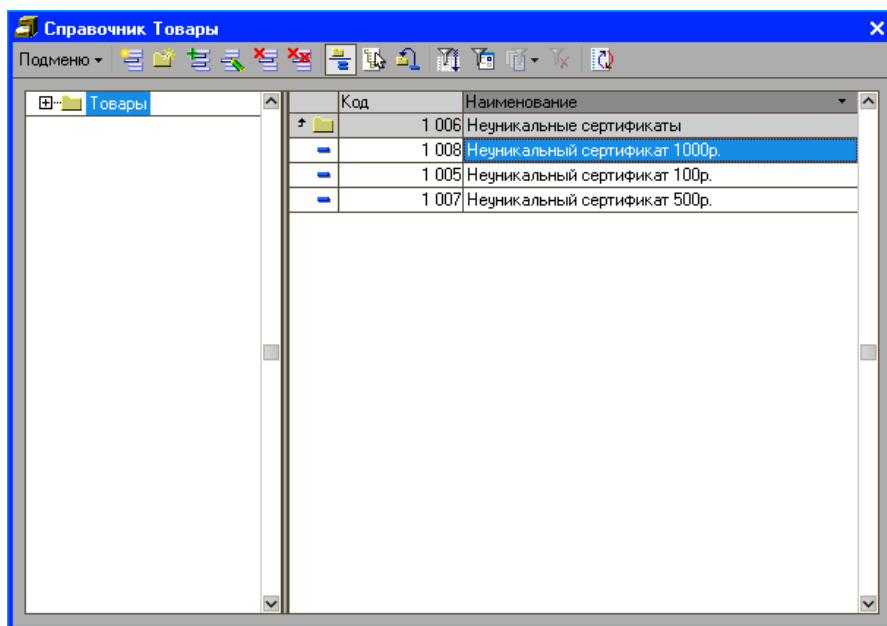 Справочник Товары
Подменю
Товары
Код Наименование
1 006 Неуникальные сертификаты
1 008 Неуникальный сертификат 1000р.
1 005 Неуникальный сертификат 100р.
1 007 Неуникальный сертификат 500р.